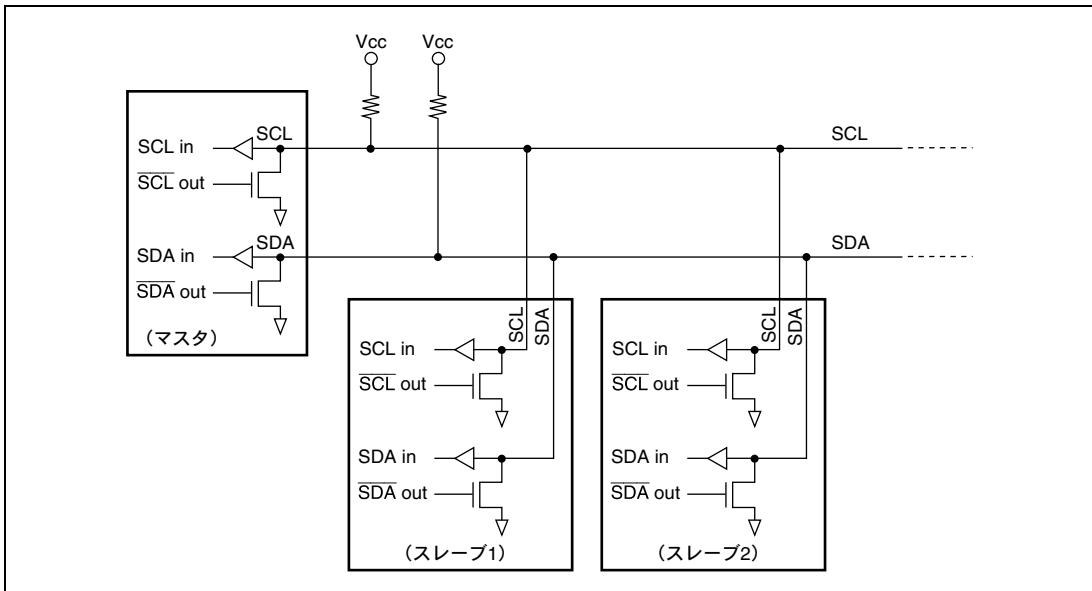 Vcc Vcc
SCL
SCL in
SCL out
SCL
SDA
SDA in
SDA out
SDA
(マスタ)
SCL
SDA
SCL in
SCL out
SDA in
SDA out
(スレーブ1)
SCL
SDA
SCL in
SCL out
SDA in
SDA out
(スレーブ2)